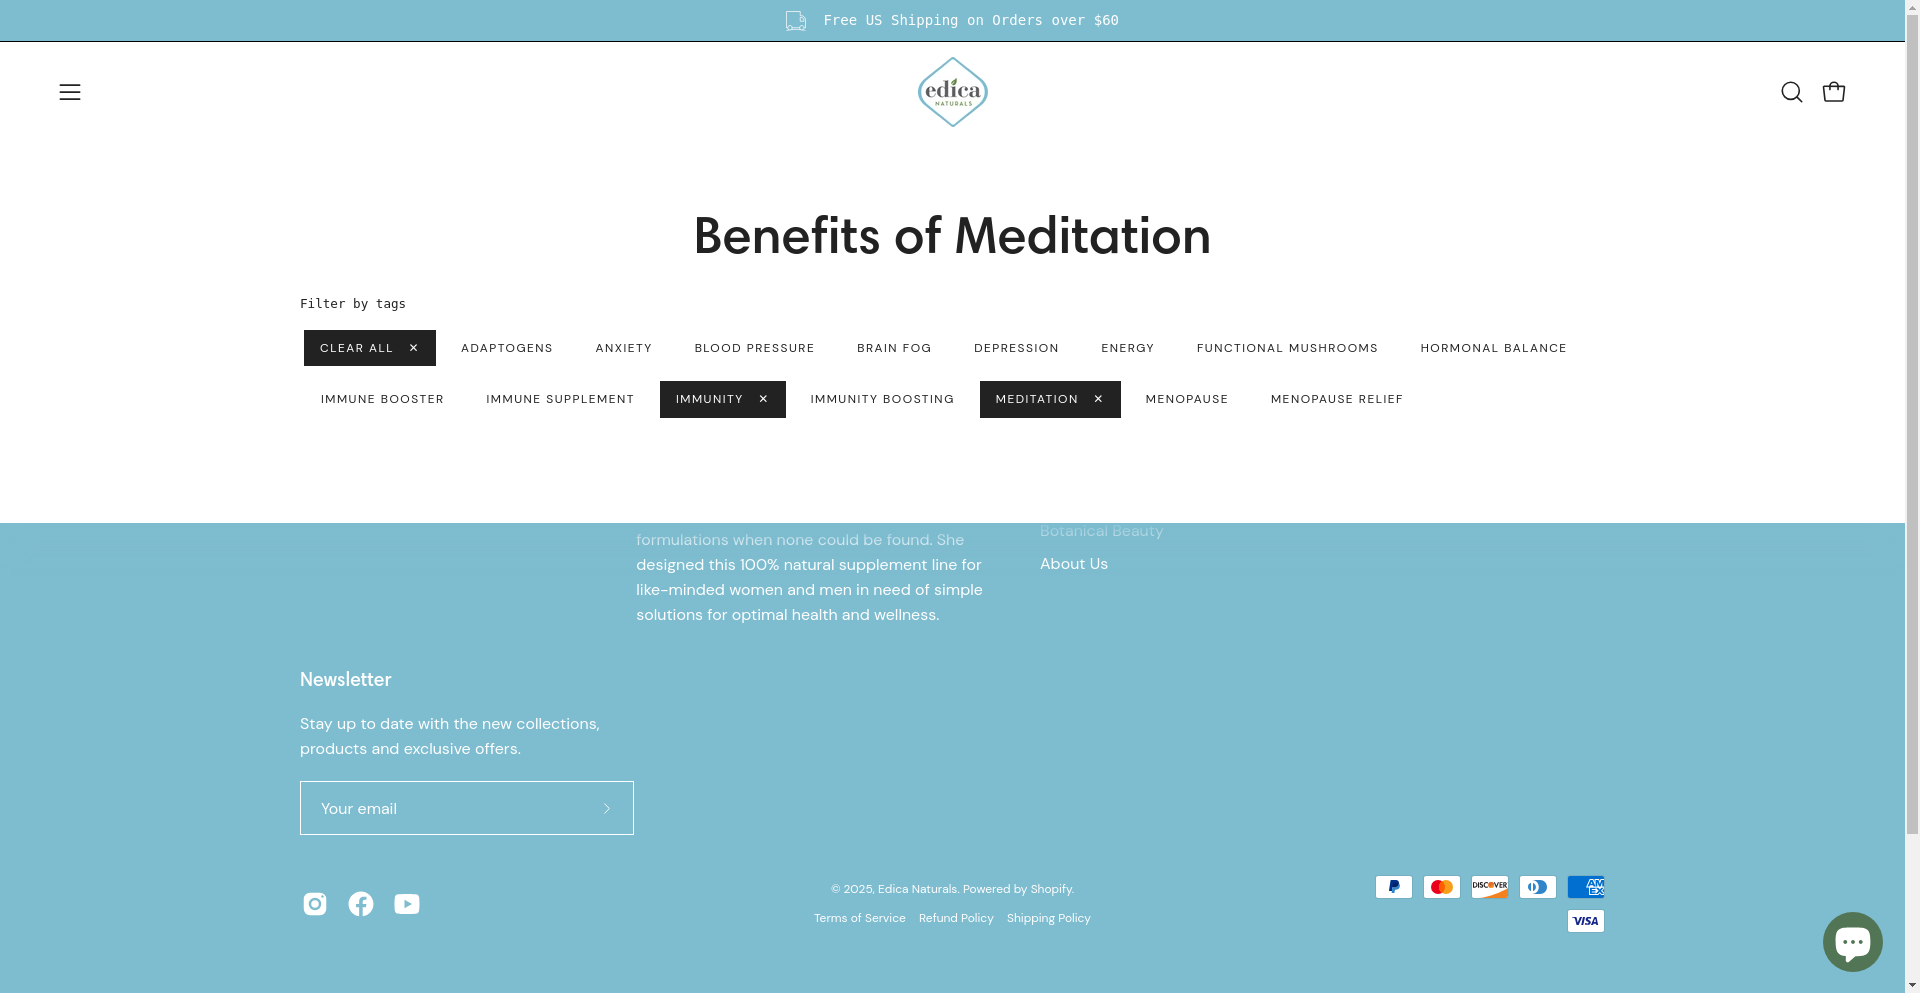 Free US Shipping on Orders over $60
edica
NATURALS
Benefits of Meditation
Filter by tags
CLEAR ALL ✕ ADAPTOGENS ANXIETY BLOOD PRESSURE BRAIN FOG DEPRESSION ENERGY FUNCTIONAL MUSHROOMS HORMONAL BALANCE
IMMUNE BOOSTER IMMUNE SUPPLEMENT IMMUNITY ✕ IMMUNITY BOOSTING MEDITATION ✕ MENOPAUSE MENOPAUSE RELIEF
formulations when none could be found. She
designed this 100% natural supplement line for
like-minded women and men in need of simple
solutions for optimal health and wellness.
Botanical Beauty
About Us
Newsletter
Stay up to date with the new collections,
products and exclusive offers.
Your email
© 2025, Edica Naturals. Powered by Shopify.
Terms of Service Refund Policy Shipping Policy
DISCOVER
AM
EX
VISA